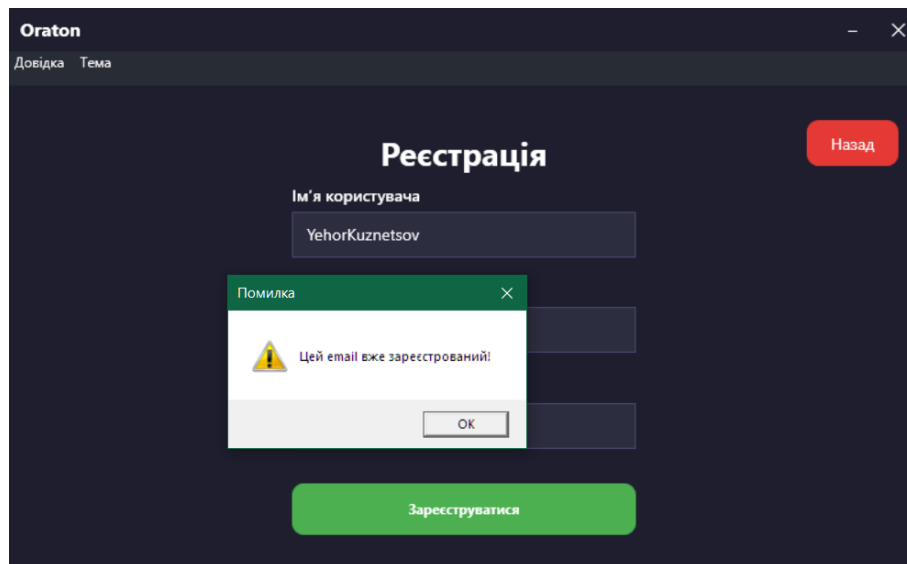 Oraton
Довідка Тема
Назад
Реєстрація
Ім'я користувача
YehorKuznetsov
Помилка
Цей email вже зареєстрований!
OK
Зареєструватися